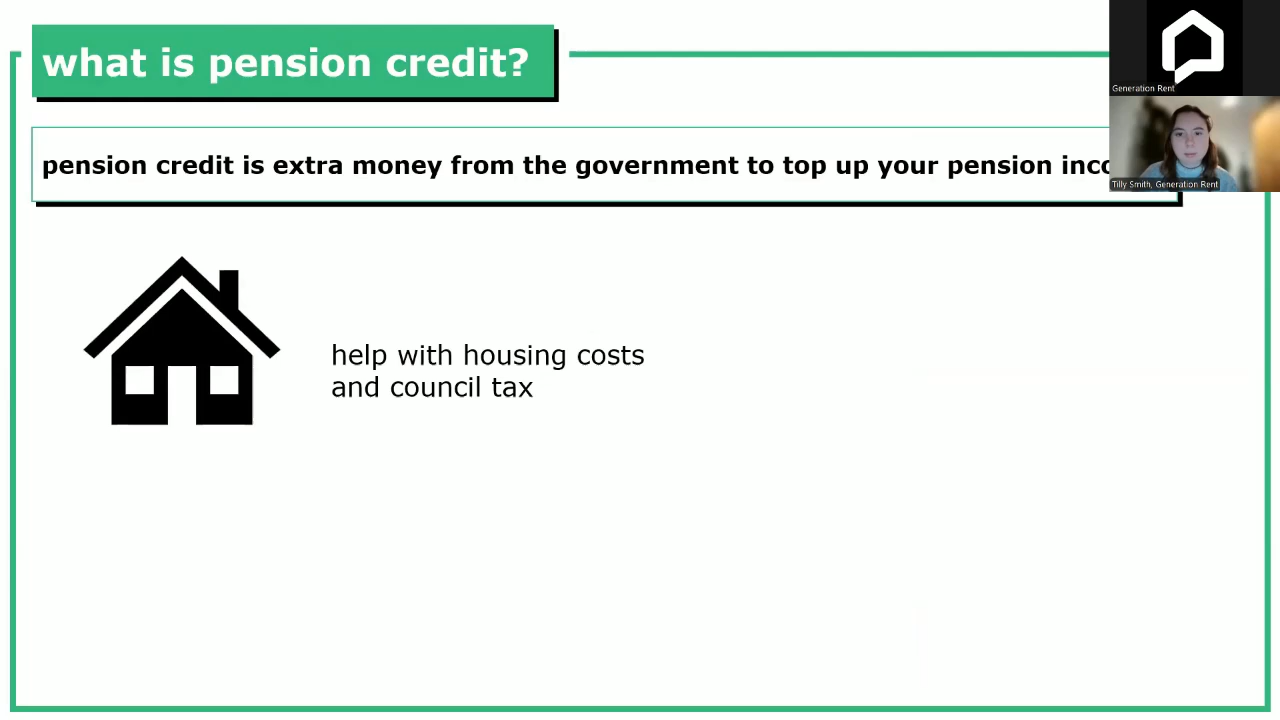 what is pension credit?
Generation Rent
pension credit is extra money from the government to top up your pension
Tilly Smith, Generation Rent
help with housing costs
and council tax